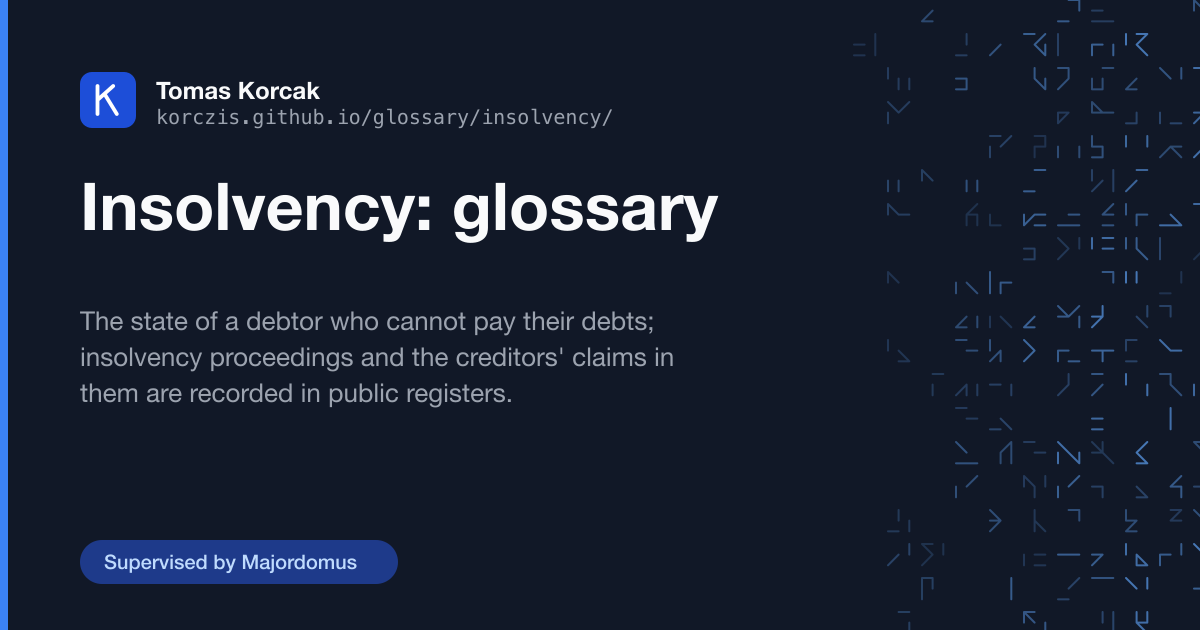 K
Tomas Korcak
korczis.github.io/glossary/insolvency/
Insolvency: glossary
The state of a debtor who cannot pay their debts;
insolvency proceedings and the creditors' claims in
them are recorded in public registers.
Supervised by Majordomus